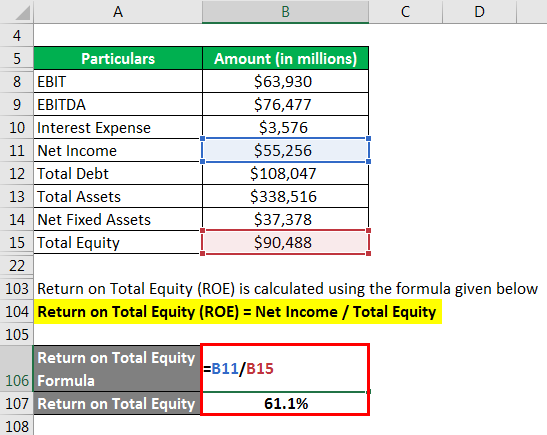 A B C D
4
5 Particulars Amount (in millions)
8 EBIT $63,930
9 EBITDA $76,477
10 Interest Expense $3,576
11 Net Income $55,256
12 Total Debt $108,047
13 Total Assets $338,516
14 Net Fixed Assets $37,378
15 Total Equity $90,488
22
103 Return on Total Equity (ROE) is calculated using the formula given below
104 Return on Total Equity (ROE) = Net Income / Total Equity
105
Return on Total Equity
106 Formula =B11/B15
107 Return on Total Equity 61.1%
108